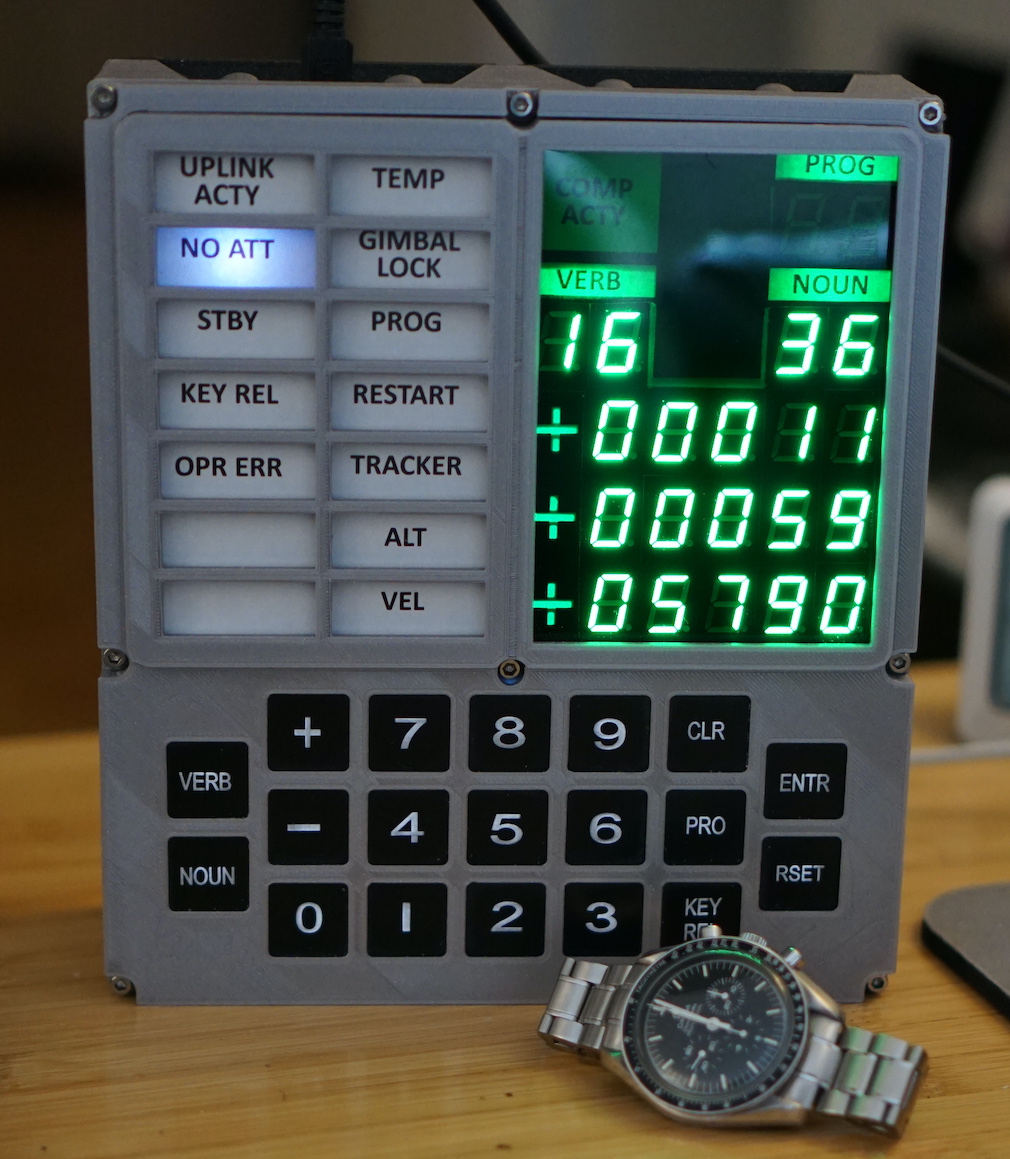 UPLINK
ACTY
TEMP
NO ATT
GIMBAL
LOCK
STBY
PROG
KEY REL
RESTART
OPR ERR
TRACKER
ALT
VEL
COMP
ACTY
PROG
VERB
NOUN
16
36
+00011
+00059
+05790
+
7
8
9
CLR
VERB
ENTR
−
4
5
6
PRO
NOUN
RSET
0
1
2
3
KEY
REL